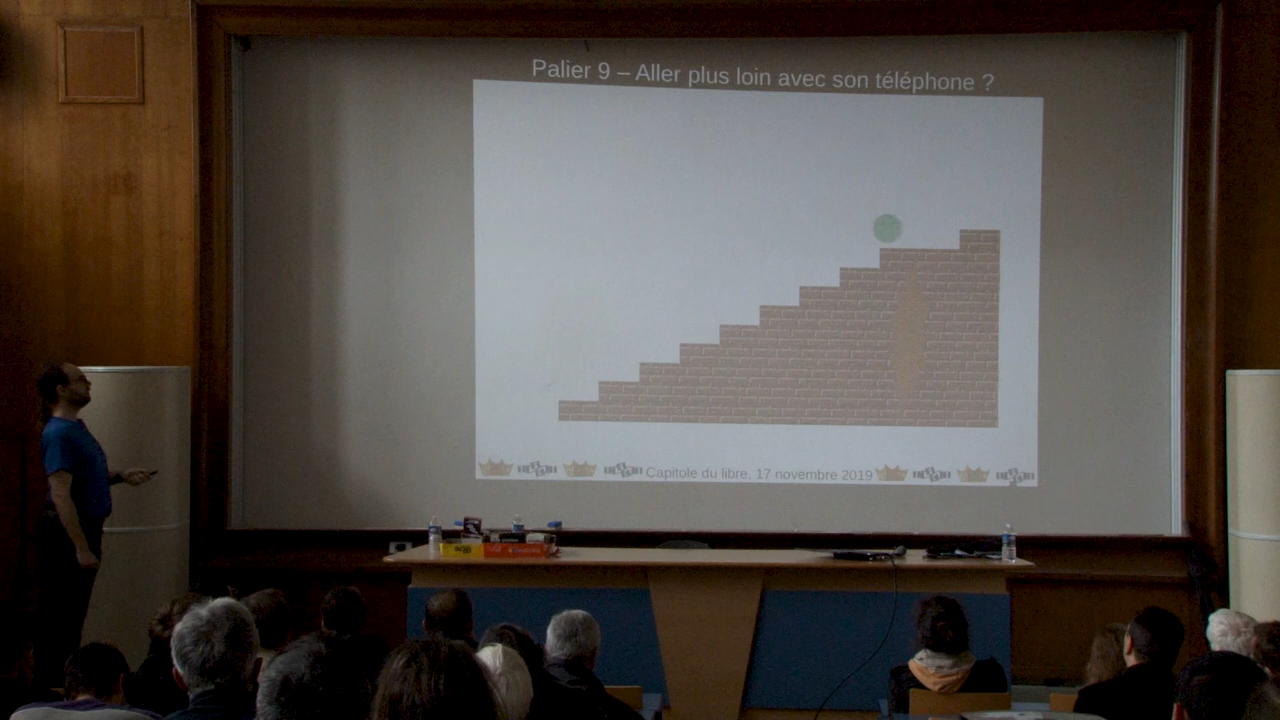 Palier 9 – Aller plus loin avec son téléphone ?
Capitole du libre, 17 novembre 2019